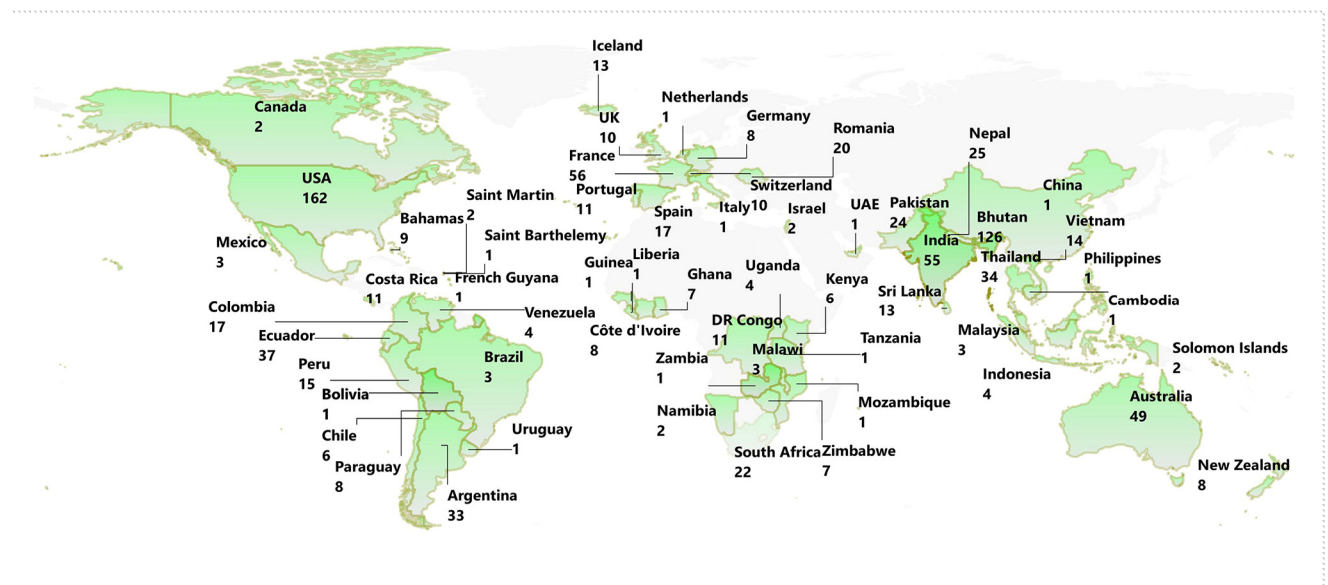 Iceland
13
Netherlands
1
Germany
8
Romania
20
Canada
2
UK
10
France
56
Nepal
25
USA
162
Saint Martin
2
Portugal
11
Switzerland
10
Spain
17
Italy
1
Israel
2
UAE
1
Pakistan
24
China
1
Bahamas
9
Bhutan
126
Vietnam
14
Mexico
3
Saint Barthelemy
1
India
55
Thailand
34
Philippines
1
Guinea
1
Liberia
1
Costa Rica
11
French Guyana
1
Ghana
7
Uganda
4
Kenya
6
Sri Lanka
13
Cambodia
1
Colombia
17
Venezuela
4
Côte d'Ivoire
8
DR Congo
11
Tanzania
1
Malaysia
3
Ecuador
37
Brazil
3
Malawi
3
Zambia
1
Solomon Islands
2
Peru
15
Indonesia
4
Bolivia
1
Australia
49
Mozambique
1
Namibia
2
Chile
6
Uruguay
1
South Africa
22
Zimbabwe
7
Paraguay
8
New Zealand
8
Argentina
33